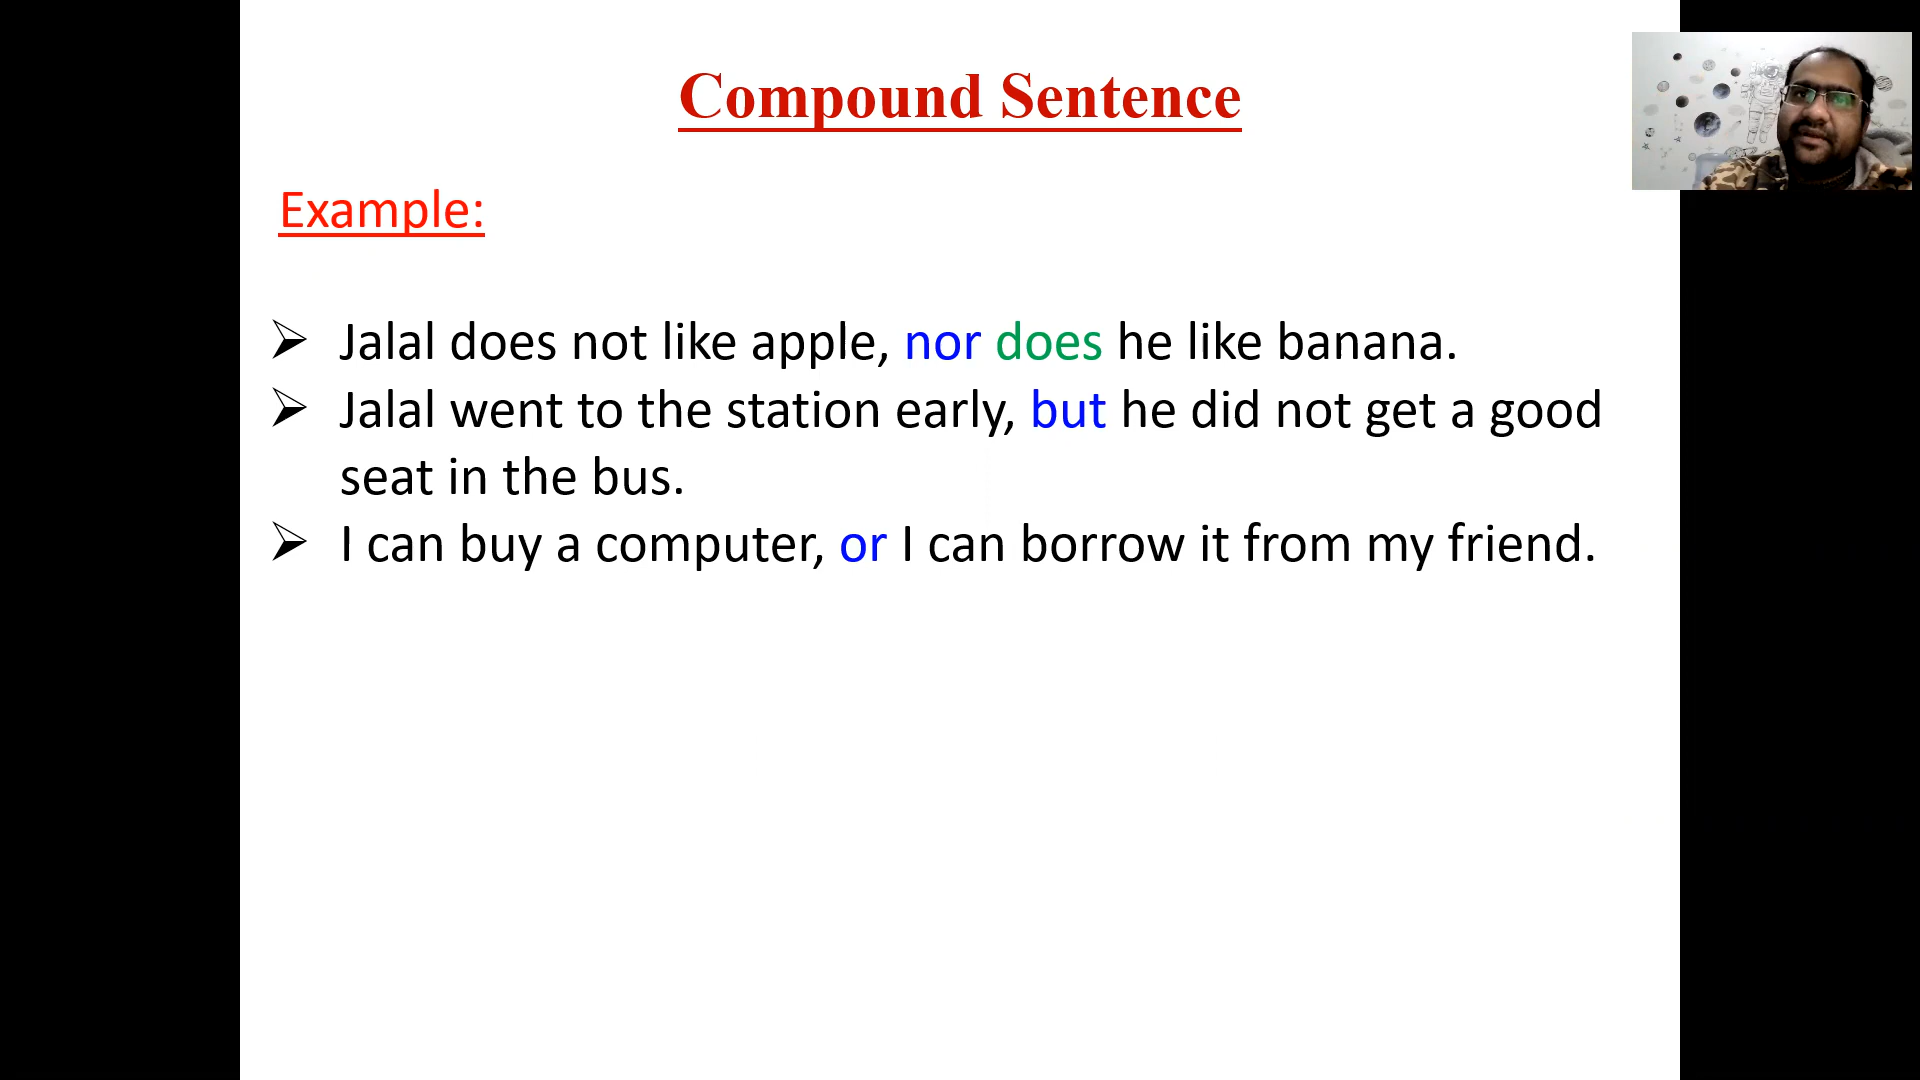 Compound Sentence
Example:
➢ Jalal does not like apple, nor does he like banana.
➢ Jalal went to the station early, but he did not get a good
seat in the bus.
➢ I can buy a computer, or I can borrow it from my friend.